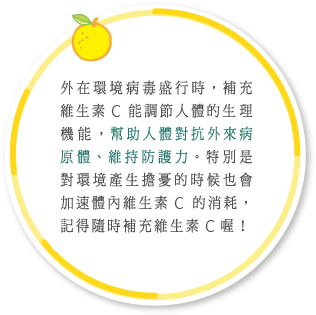 外在環境病毒盛行時，補充
維生素 C 能調節人體的生理
機能，幫助人體對抗外來病
原體、維持防護力。特別是
對環境產生擔憂的時候也會
加速體內維生素 C 的消耗，
記得隨時補充維生素 C 喔！